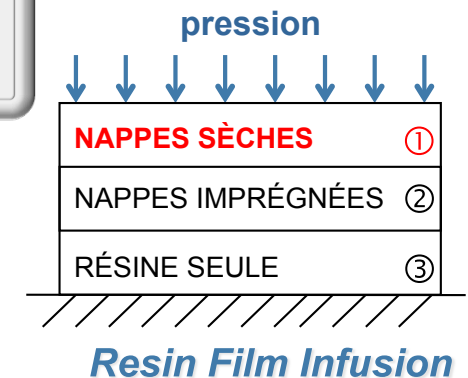 pression
NAPPES SÈCHES ①
NAPPES IMPRÉGNÉES ②
RÉSINE SEULE ③
Resin Film Infusion